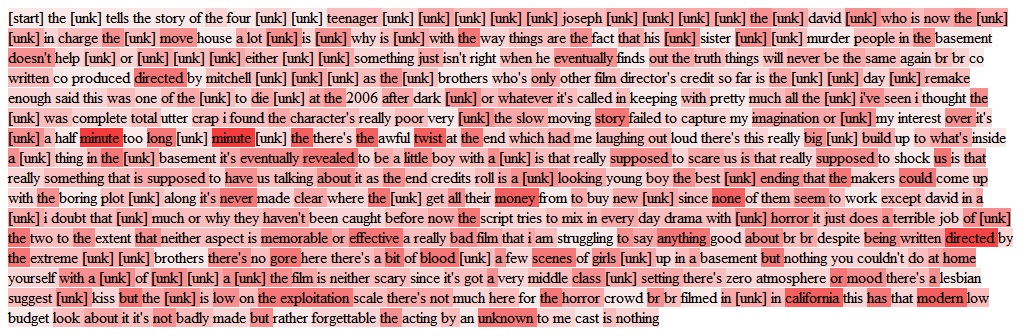 [start] the [unk] tells the story of the four [unk] [unk] teenager [unk] [unk] [unk] [unk] [unk] joseph [unk] [unk] [unk] [unk] [unk] the [unk] david [unk] who is now the [unk]
[unk] in charge the [unk] move house a lot [unk] is [unk] why is [unk] with the way things are the fact that his [unk] sister [unk] [unk] murder people in the basement
doesn't help [unk] or [unk] [unk] [unk] either [unk] [unk] something just isn't right when he eventually finds out the truth things will never be the same again br br co
written co produced directed by mitchell [unk] [unk] [unk] as the [unk] brothers who's only other film director's credit so far is the [unk] [unk] day [unk] remake
enough said this was one of the [unk] to die [unk] at the 2006 after dark [unk] or whatever it's called in keeping with pretty much all the [unk] i've seen i thought the
[unk] was complete total utter crap i found the character's really poor very [unk] the slow moving story failed to capture my imagination or [unk] my interest over it's
[unk] a half minute too long [unk] minute [unk] the there's the awful twist at the end which had me laughing out loud there's this really big [unk] build up to what's inside
a [unk] thing in the [unk] basement it's eventually revealed to be a little boy with a [unk] is that really supposed to scare us is that really supposed to shock us is that
really something that is supposed to have us talking about it as the end credits roll is a [unk] looking young boy the best [unk] ending that the makers could come up
with the boring plot [unk] along it's never made clear where the [unk] get all their money from to buy new [unk] since none of them seem to work except david in a
[unk] i doubt that [unk] much or why they haven't been caught before now the script tries to mix in every day drama with [unk] horror it just does a terrible job of [unk]
the two to the extent that neither aspect is memorable or effective a really bad film that i am struggling to say anything good about br br despite being written directed by
the extreme [unk] [unk] brothers there's no gore here there's a bit of blood [unk] a few scenes of girls [unk] up in a basement but nothing you couldn't do at home
yourself with a [unk] of [unk] [unk] a [unk] the film is neither scary since it's got a very middle class [unk] setting there's zero atmosphere or mood there's a lesbian
suggest [unk] kiss but the [unk] is low on the exploitation scale there's not much here for the horror crowd br br filmed in [unk] in california this has that modern low
budget look about it it's not badly made but rather forgettable the acting by an unknown to me cast is nothing